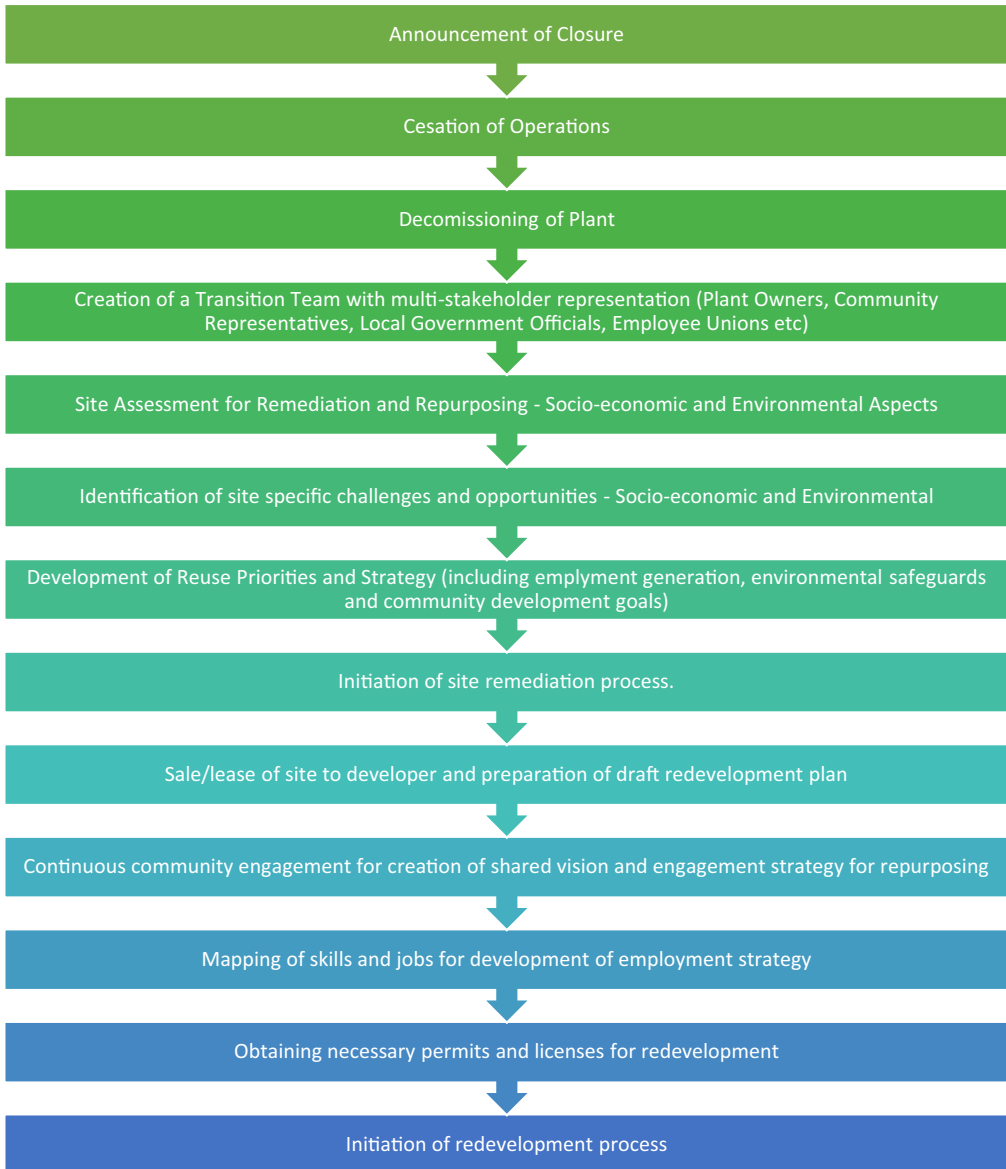 Announcement of Closure
Cesation of Operations
Decomissioning of Plant
Creation of a Transition Team with multi-stakeholder representation (Plant Owners, Community
Representatives, Local Government Officials, Employee Unions etc)
Site Assessment for Remediation and Repurposing - Socio-economic and Environmental Aspects
Identification of site specific challenges and opportunities - Socio-economic and Environmental
Development of Reuse Priorities and Strategy (including emplyment generation, environmental safeguards
and community development goals)
Initiation of site remediation process.
Sale/lease of site to developer and preparation of draft redevelopment plan
Continuous community engagement for creation of shared vision and engagement strategy for repurposing
Mapping of skills and jobs for development of employment strategy
Obtaining necessary permits and licenses for redevelopment
Initiation of redevelopment process